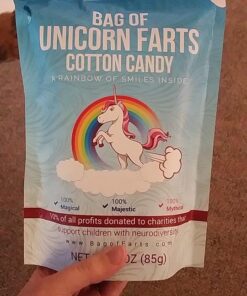 BAG OF
UNICORN FARTS
COTTON CANDY
A RAINBOW OF SMILES INSIDE
100%
Magical
100%
Majestic
100%
Mythical
10% of all profits donated to charities that
support children with neurodiversity
www.BagofFarts.com
NET OZ (85g)